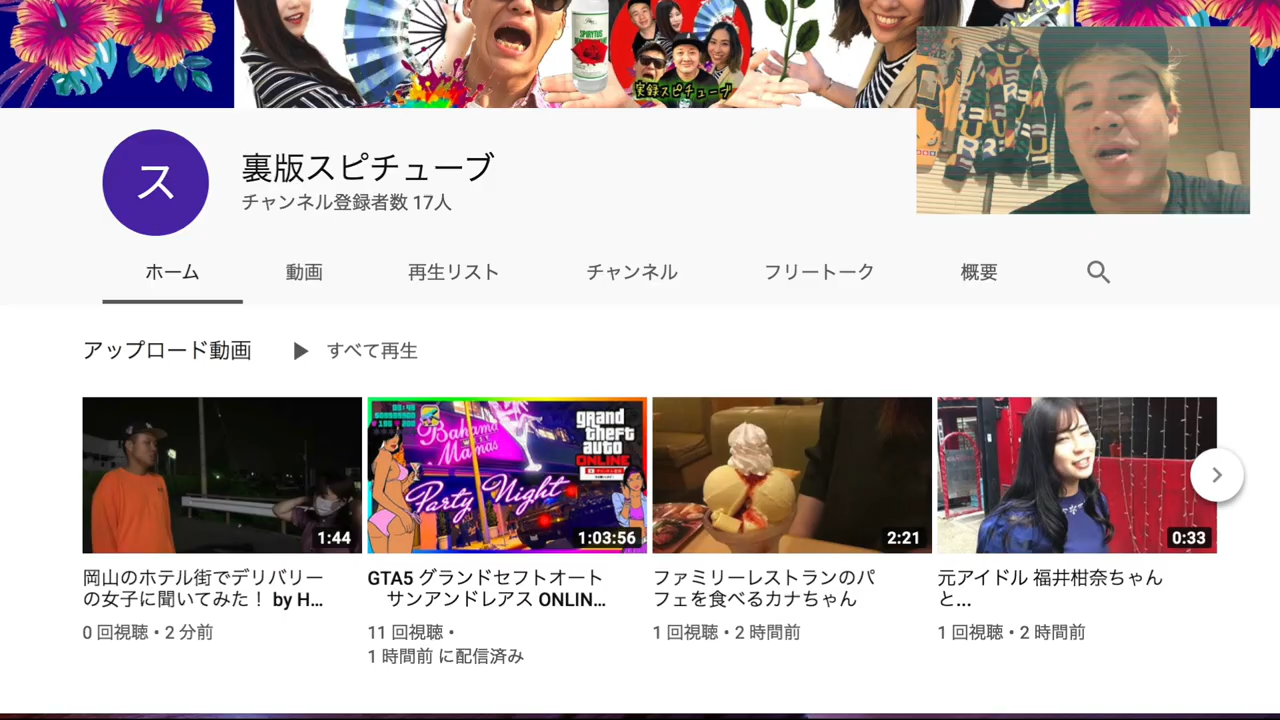 SPIRYTUS
実録スピチューブ
ス
裏版スピチューブ
チャンネル登録者数 17人
ホーム
動画
再生リスト
チャンネル
フリートーク
概要
アップロード動画
すべて再生
1:44
Bahama
Mamas
Party Night
grand
theft
auto
ONLINE
1:03:56
2:21
0:33
岡山のホテル街でデリバリー
の女子に聞いてみた！ by H...
0 回視聴・2 分前
GTA5 グランドセフトオート
サンアンドレアス ONLIN...
11 回視聴・
1 時間前 に配信済み
ファミリーレストランのパ
フェを食べるカナちゃん
1 回視聴・2 時間前
元アイドル 福井柑奈ちゃん
と...
1 回視聴・2 時間前